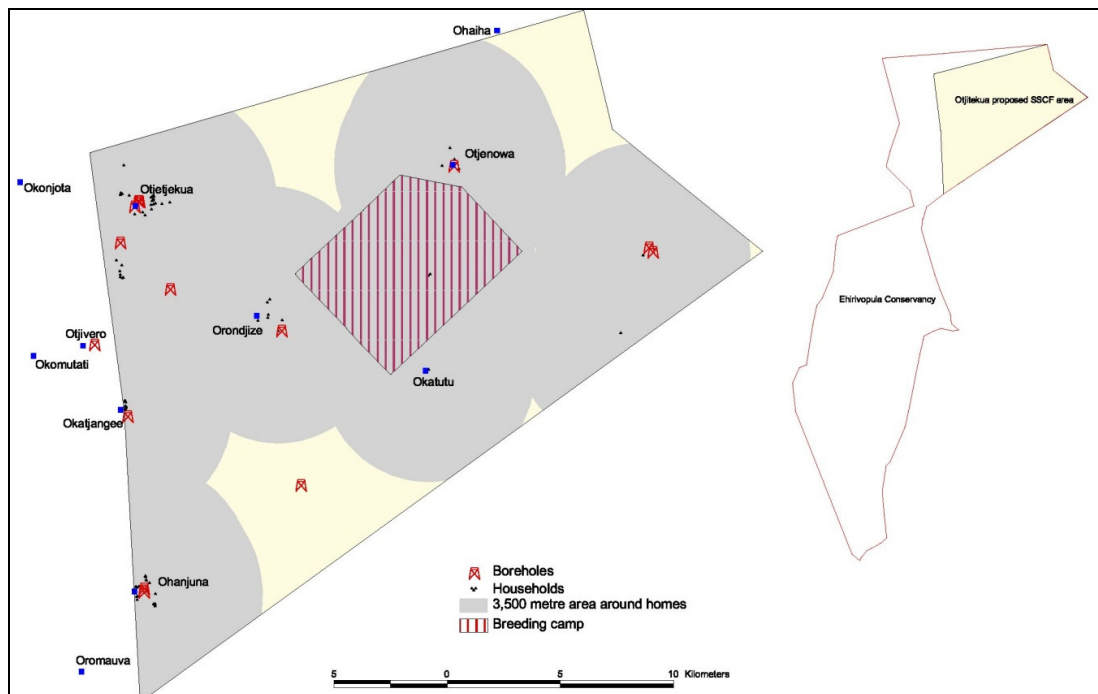 Ohaiha
Otjitekua proposed SSCF area
Otjenowa
Okonjota
Otjetjekua
Ehirivopula Conservancy
Orondjize
Otjivero
Okomutati
Okatutu
Okatjangee
Boreholes
Households
Ohanjuna
3,500 metre area around homes
Breeding camp
Oromauva
5 0 5 10 Kilometers